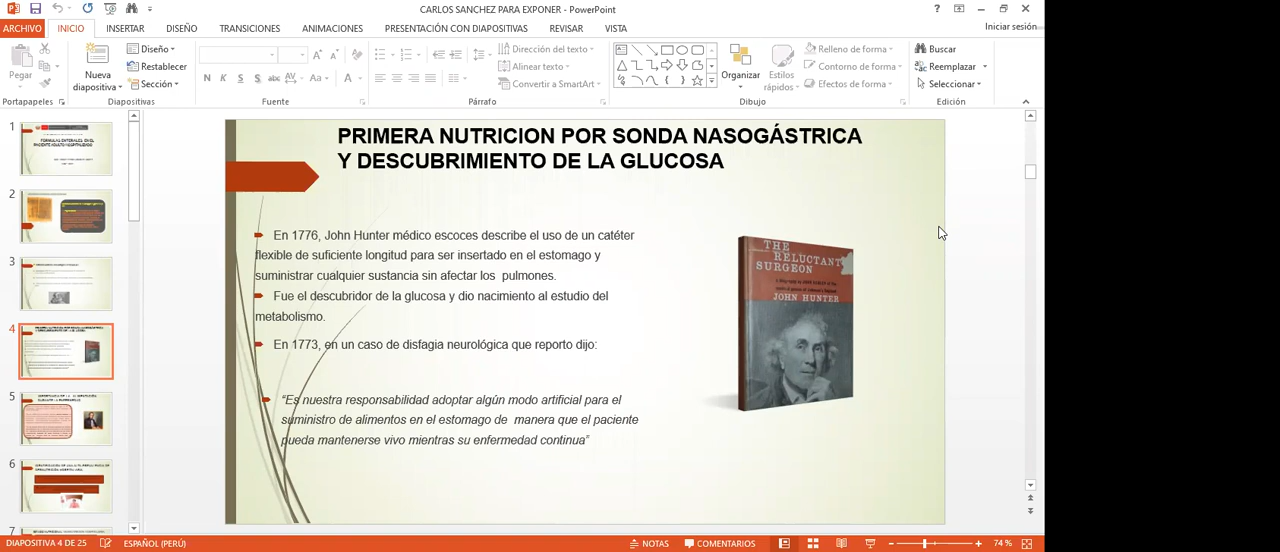 CARLOS SANCHEZ PARA EXPONER - PowerPoint
ARCHIVO INICIO INSERTAR DISEÑO TRANSICIONES ANIMACIONES PRESENTACIÓN CON DIAPOSITIVAS REVISAR VISTA Iniciar sesión
Pegar
Nueva diapositiva
Diseño
Restablecer
Sección
Dirección del texto
Alinear texto
Convertir a SmartArt
Organizar
Estilos rápidos
Relleno de forma
Contorno de forma
Efectos de forma
Buscar
Reemplazar
Seleccionar
Portapapeles Diapositivas Fuente Párrafo Dibujo Edición
1
2
3
4
5
6
7
PRIMERA NUTRICION POR SONDA NASOGÁSTRICA
Y DESCUBRIMIENTO DE LA GLUCOSA
En 1776, John Hunter médico escoces describe el uso de un catéter
flexible de suficiente longitud para ser insertado en el estomago y
suministrar cualquier sustancia sin afectar los pulmones.
Fue el descubridor de la glucosa y dio nacimiento al estudio del
metabolismo.
En 1773, en un caso de disfagia neurológica que reporto dijo:
“Es nuestra responsabilidad adoptar algún modo artificial para el
suministro de alimentos en el estomago de manera que el paciente
pueda mantenerse vivo mientras su enfermedad continua”
THE
RELUCTANT
SURGEON
JOHN HUNTER
DIAPOSITIVA 4 DE 25 ESPAÑOL (PERÚ) NOTAS COMENTARIOS 74 %